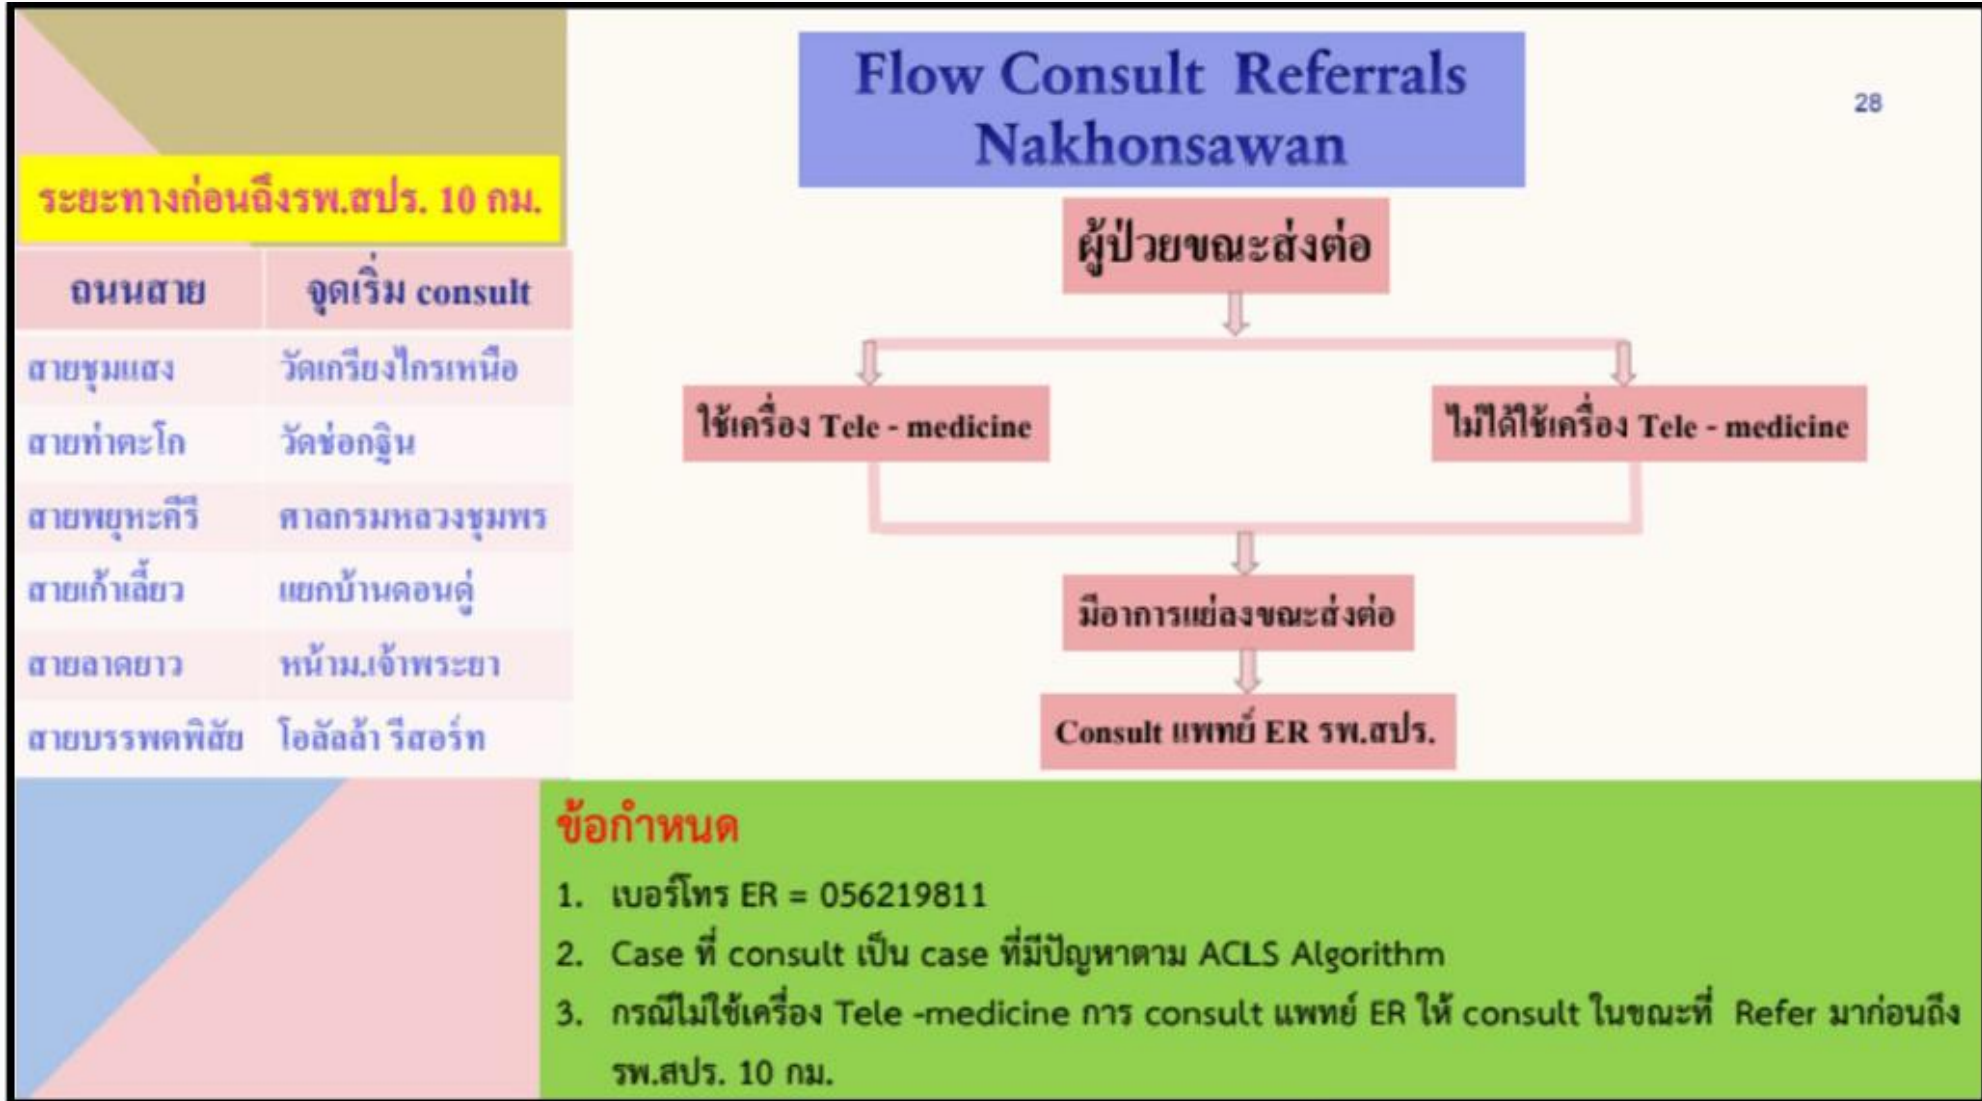 Flow Consult Referrals
Nakhonsawan
28
ระยะทางก่อนถึงรพ.สปร. 10 กม.
ถนนสาย จุดเริ่ม consult
สายชุมแสง วัดเกรียงไกรเหนือ
สายท่าตะโก วัดช่อกฐิน
สายพยุหะคีรี ศาลกรมหลวงชุมพร
สายเก้าเลี้ยว แยกบ้านดอนดู่
สายลาดยาว หน้าม.เจ้าพระยา
สายบรรพตพิสัย โอลัลล้า รีสอร์ท
ผู้ป่วยขณะส่งต่อ
ใช้เครื่อง Tele - medicine
ไม่ได้ใช้เครื่อง Tele - medicine
มีอาการแย่ลงขณะส่งต่อ
Consult แพทย์ ER รพ.สปร.
ข้อกำหนด
1. เบอร์โทร ER = 056219811
2. Case ที่ consult เป็น case ที่มีปัญหาตาม ACLS Algorithm
3. กรณีไม่ใช้เครื่อง Tele -medicine การ consult แพทย์ ER ให้ consult ในขณะที่ Refer มาก่อนถึง
รพ.สปร. 10 กม.